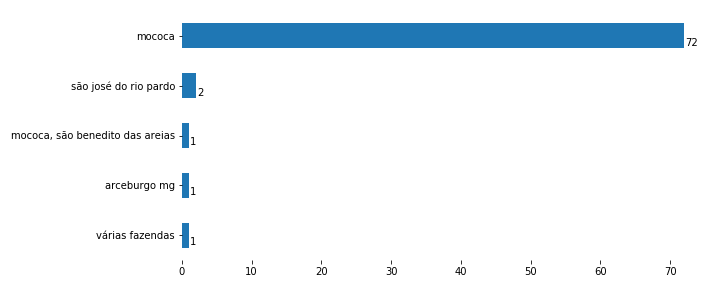 mococa
72
são josé do rio pardo
2
mococa, são benedito das areias
1
arceburgo mg
1
várias fazendas
1
0 10 20 30 40 50 60 70